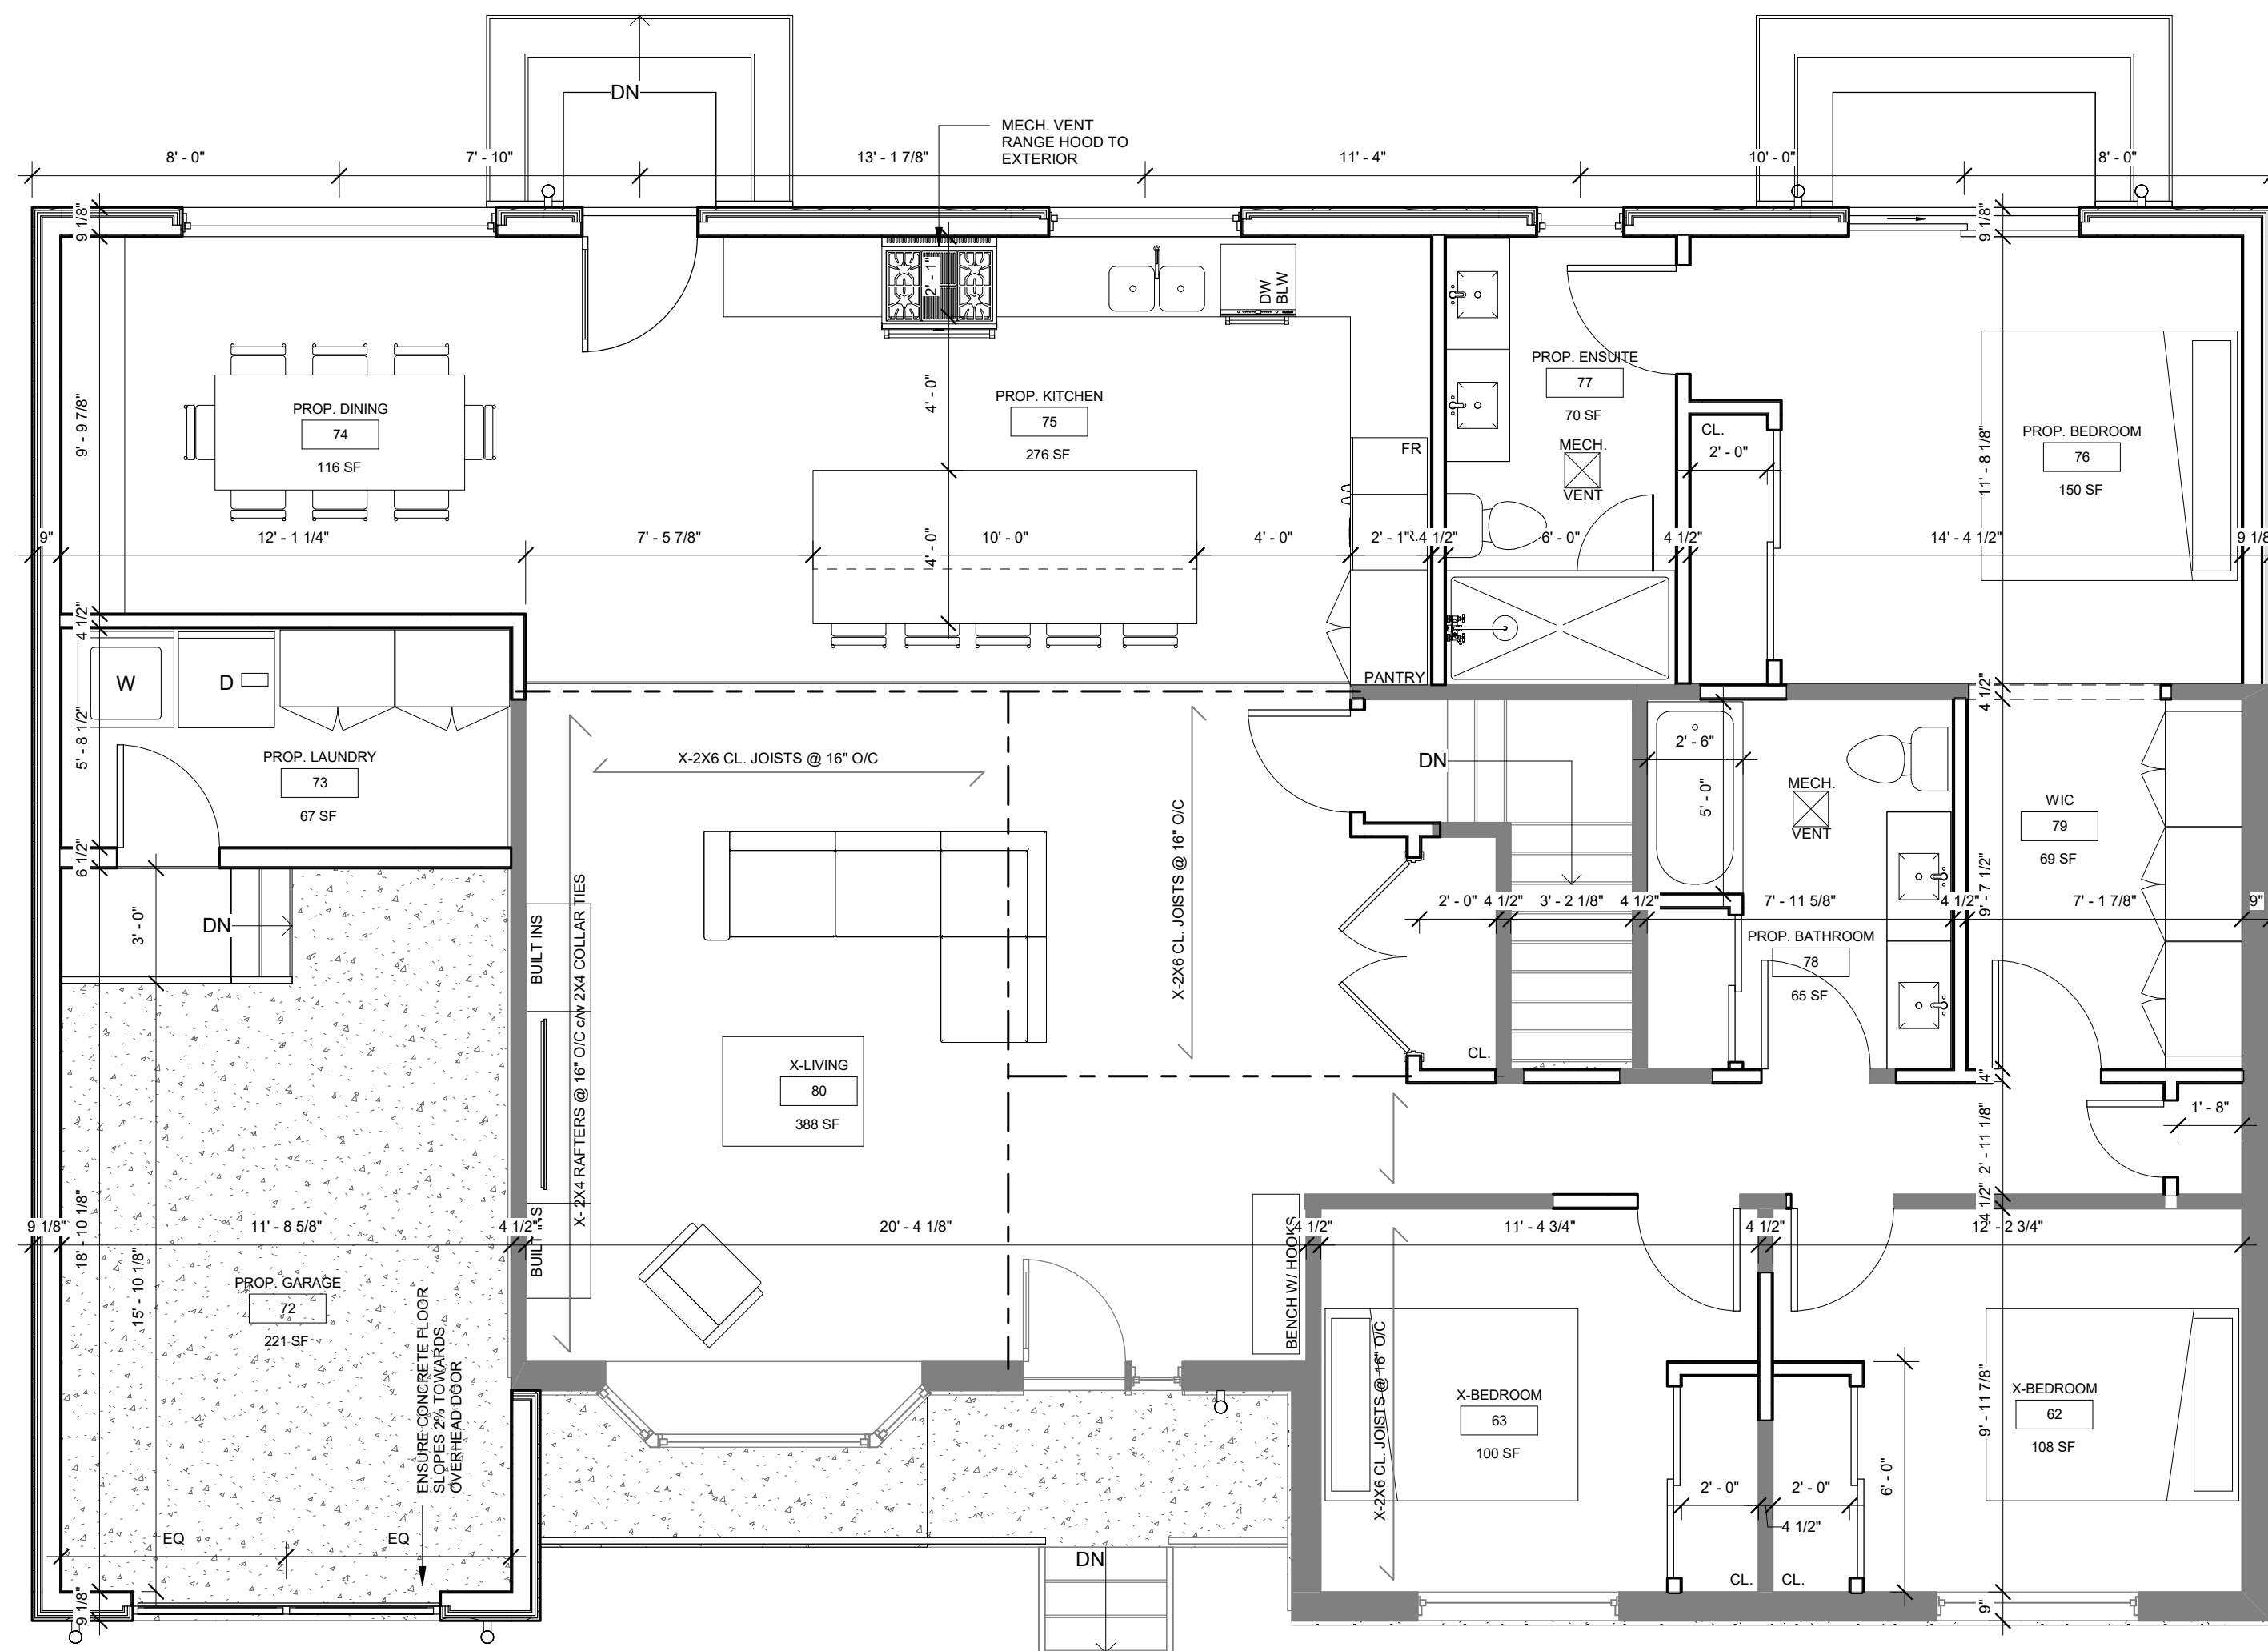 DN
MECH. VENT
RANGE HOOD TO
EXTERIOR
8' - 0"
7' - 10"
13' - 1 7/8"
11' - 4"
10' - 0"
8' - 0"
9 1/8"
9 1/8"
2' - 1"
DW
BLW
PROP. DINING
74
116 SF
9' - 9 7/8"
4' - 0"
PROP. KITCHEN
75
276 SF
FR
PROP. ENSUITE
77
70 SF
MECH.
VENT
CL.
2' - 0"
11' - 8 1/8"
PROP. BEDROOM
76
150 SF
9"
12' - 1 1/4"
7' - 5 7/8"
4' - 0"
10' - 0"
4' - 0"
2' - 1"
4 1/2"
6' - 0"
4 1/2"
14' - 4 1/2"
9 1/8"
4 1/2"
W
D
PANTRY
4 1/2"
5' - 8 1/2"
PROP. LAUNDRY
73
67 SF
X-2X6 CL. JOISTS @ 16" O/C
X-2X6 CL. JOISTS @ 16" O/C
DN
2' - 6"
5' - 0"
MECH.
VENT
WIC
79
69 SF
6 1/2"
3' - 0"
DN
BUILT INS
X- 2X4 RAFTERS @ 16" O/C c/w 2X4 COLLAR TIES
2' - 0"
4 1/2"
3' - 2 1/8"
4 1/2"
7' - 11 5/8"
4 1/2"
9' - 7 1/2"
7' - 1 7/8"
9"
PROP. BATHROOM
78
65 SF
X-LIVING
80
388 SF
CL.
4"
1' - 8"
2' - 11 1/8"
4 1/2"
9 1/8"
18' - 10 1/8"
11' - 8 5/8"
4 1/2"
BUILT INS
20' - 4 1/8"
4 1/2"
11' - 4 3/4"
4 1/2"
12' - 2 3/4"
15' - 10 1/8"
PROP. GARAGE
72
221 SF
ENSURE CONCRETE FLOOR
SLOPES 2% TOWARDS
OVERHEAD DOOR
BENCH W/ HOOKS
X-2X6 CL. JOISTS @ 16" O/C
X-BEDROOM
63
100 SF
9' - 11 7/8"
X-BEDROOM
62
108 SF
2' - 0"
2' - 0"
6' - 0"
4 1/2"
EQ
EQ
DN
CL.
CL.
9 1/8"
9"